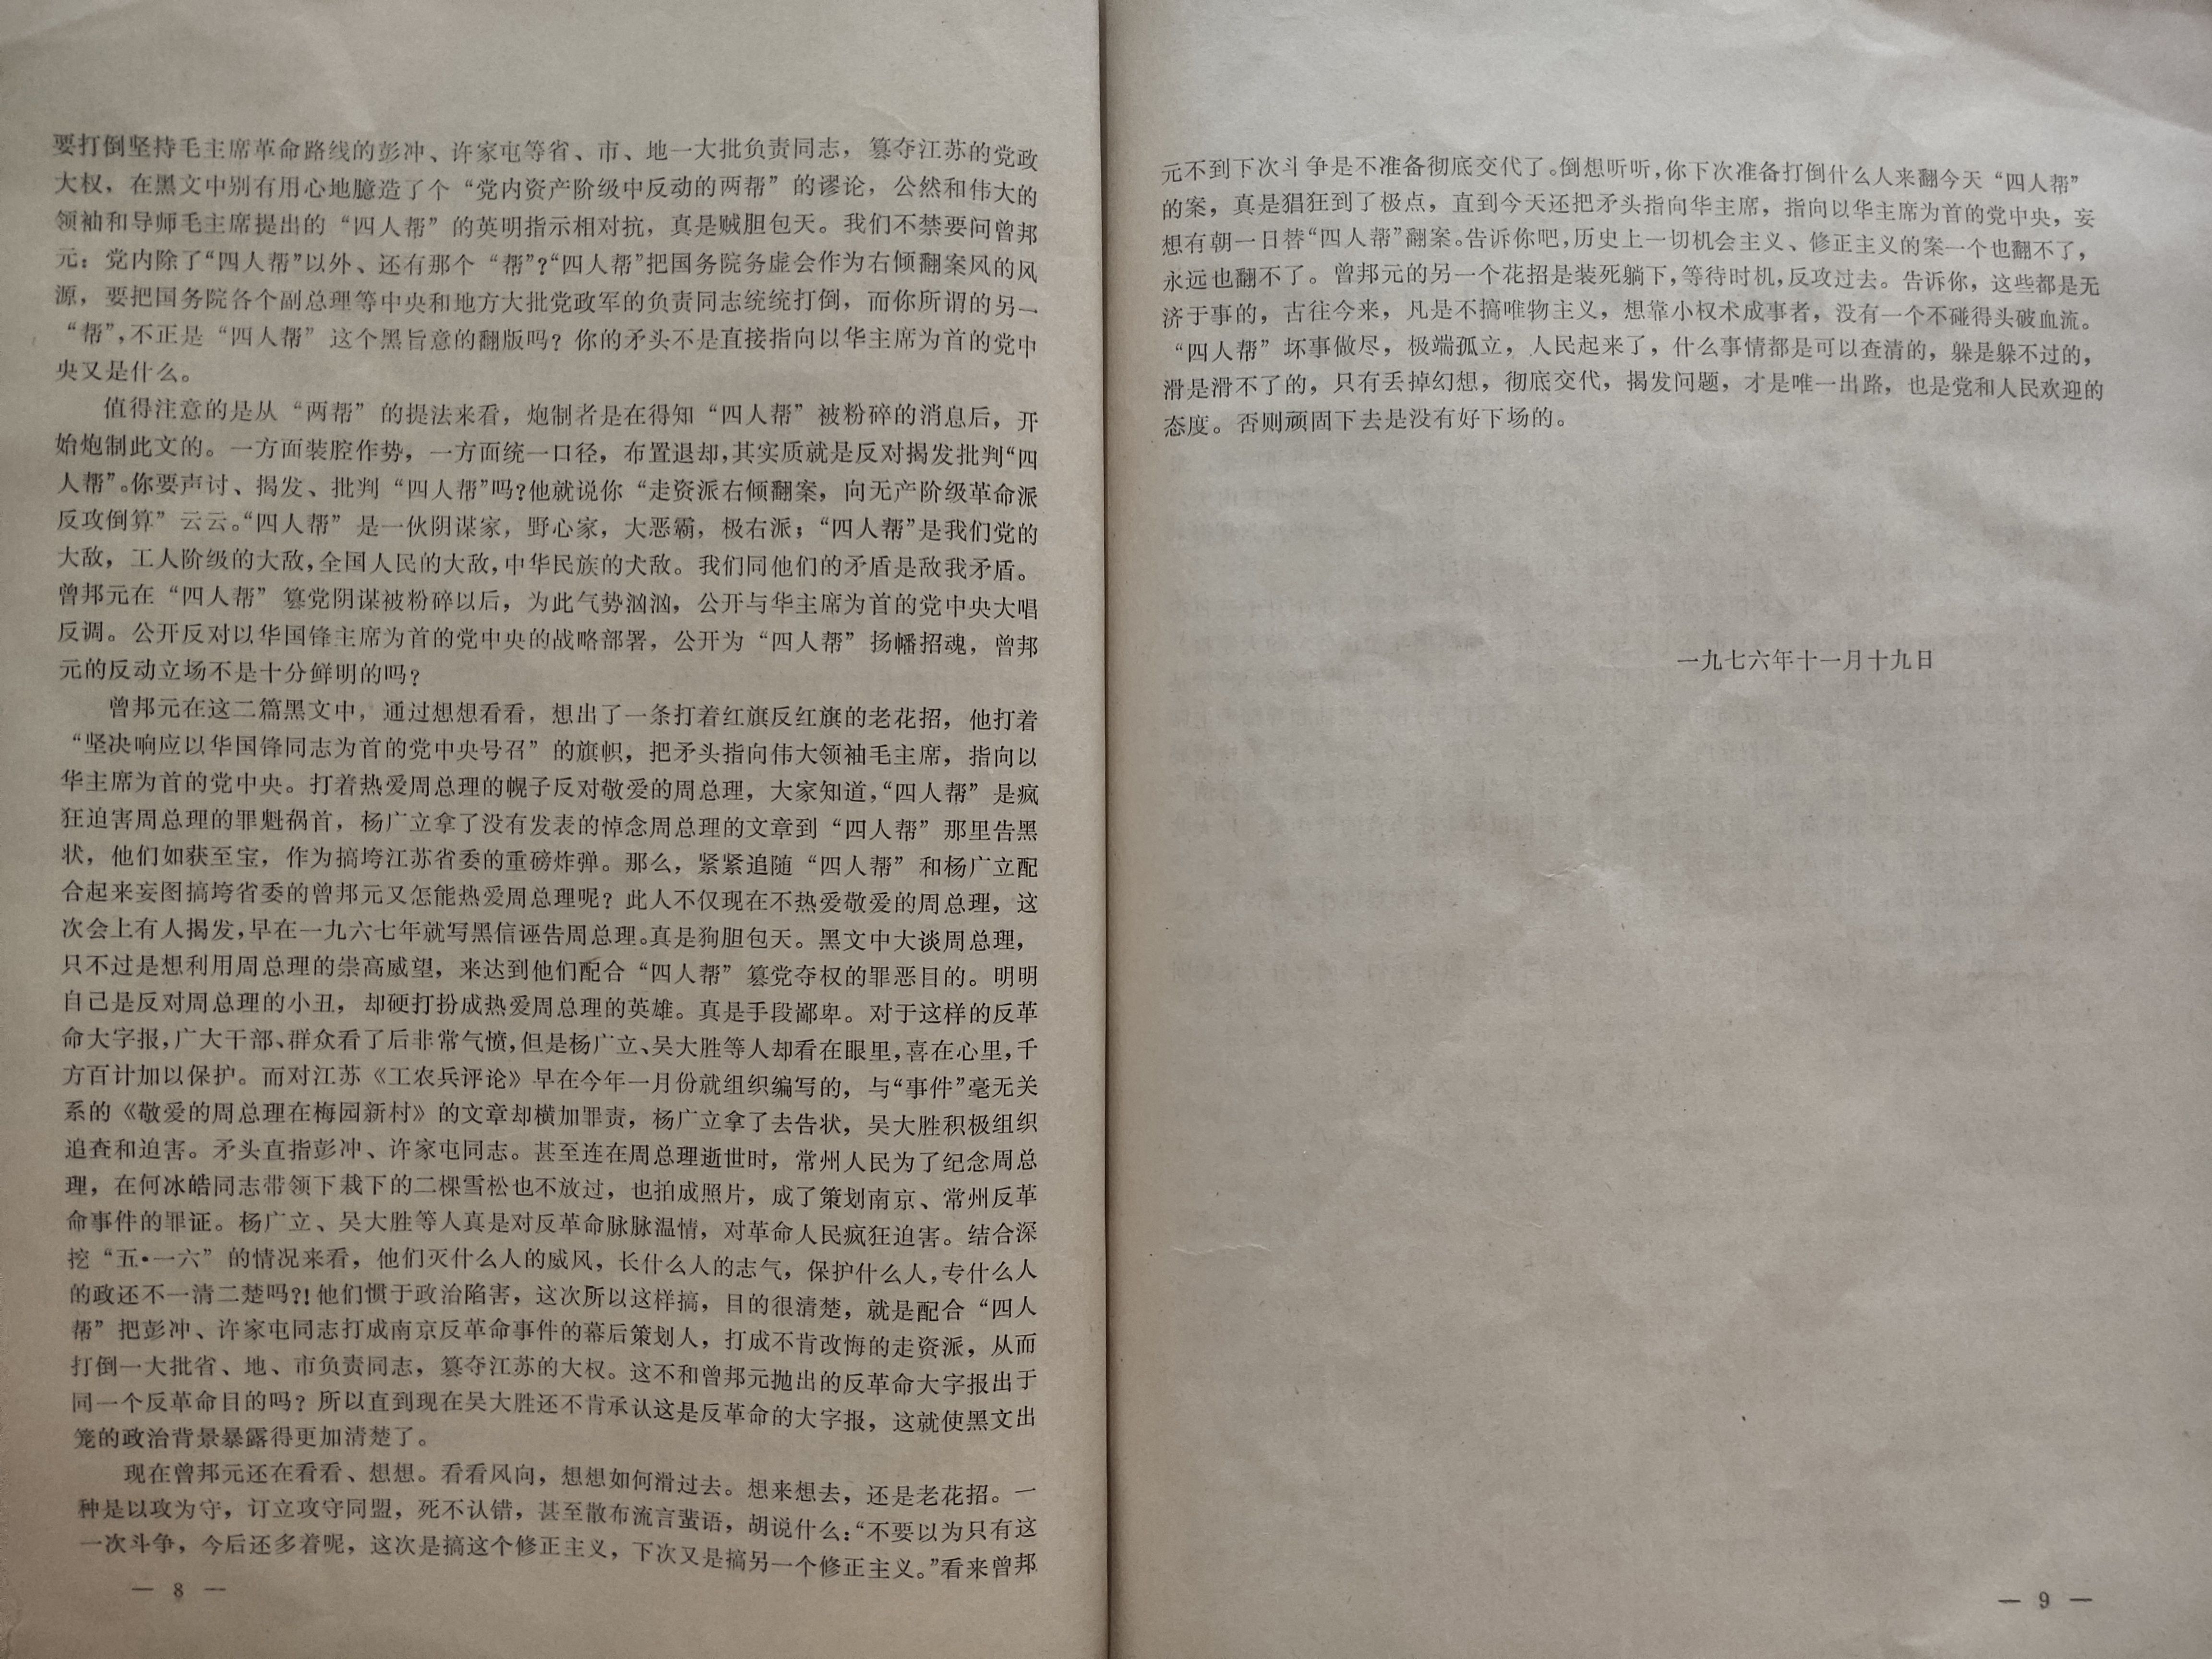 要打倒坚持毛主席革命路线的彭冲、许家屯等省、市、地一大批负责同志，篡夺江苏的党政
大权，在黑文中别有用心地臆造了个“党内资产阶级中反动的两帮”的谬论，公然和伟大的
领袖和导师毛主席提出的“四人帮”的英明指示相对抗，真是贼胆包天。我们不禁要问曾邦
元：党内除了“四人帮”以外、还有那个“帮”？“四人帮”把国务院务虚会作为右倾翻案风的风
源，要把国务院各个副总理等中央和地方大批党政军的负责同志统统打倒，而你所谓的另一
“帮”，不正是“四人帮”这个黑旨意的翻版吗？你的矛头不是直接指向以华主席为首的党中
央又是什么。
值得注意的是从“两帮”的提法来看，炮制者是在得知“四人帮”被粉碎的消息后，开
始炮制此文的。一方面装腔作势，一方面统一口径，布置退却，其实质就是反对揭发批判“四
人帮”。你要声讨、揭发、批判“四人帮”吗？他就说你“走资派右倾翻案，向无产阶级革命派
反攻倒算”云云。“四人帮”是一伙阴谋家，野心家，大恶霸，极右派；“四人帮”是我们党的
大敌，工人阶级的大敌，全国人民的大敌，中华民族的犬敌。我们同他们的矛盾是敌我矛盾。
曾邦元在“四人帮”篡党阴谋被粉碎以后，为此气势汹汹，公开与华主席为首的党中央大唱
反调。公开反对以华国锋主席为首的党中央的战略部署，公开为“四人帮”扬幡招魂，曾邦
元的反动立场不是十分鲜明的吗？
曾邦元在这二篇黑文中，通过想想看看，想出了一条打着红旗反红旗的老花招，他打着
“坚决响应以华国锋同志为首的党中央号召”的旗帜，把矛头指向伟大领袖毛主席，指向以
华主席为首的党中央。打着热爱周总理的幌子反对敬爱的周总理，大家知道，“四人帮”是疯
狂迫害周总理的罪魁祸首，杨广立拿了没有发表的悼念周总理的文章到“四人帮”那里告黑
状，他们如获至宝，作为搞垮江苏省委的重磅炸弹。那么，紧紧追随“四人帮”和杨广立配
合起来妄图搞垮省委的曾邦元又怎能热爱周总理呢？此人不仅现在不热爱敬爱的周总理，这
次会上有人揭发，早在一九六七年就写黑信诬告周总理。真是狗胆包天。黑文中大谈周总理，
只不过是想利用周总理的崇高威望，来达到他们配合“四人帮”篡党夺权的罪恶目的。明明
自己是反对周总理的小丑，却硬打扮成热爱周总理的英雄。真是手段鄙卑。对于这样的反革
命大字报，广大干部、群众看了后非常气愤，但是杨广立、吴大胜等人却看在眼里，喜在心里，千
方百计加以保护。而对江苏《工农兵评论》早在今年一月份就组织编写的，与“事件”毫无关
系的《敬爱的周总理在梅园新村》的文章却横加罪责，杨广立拿了去告状，吴大胜积极组织
追查和迫害。矛头直指彭冲、许家屯同志。甚至连在周总理逝世时，常州人民为了纪念周总
理，在何冰皓同志带领下栽下的二棵雪松也不放过，也拍成照片，成了策划南京、常州反革
命事件的罪证。杨广立、吴大胜等人真是对反革命脉脉温情，对革命人民疯狂迫害。结合深
挖“五·一六”的情况来看，他们灭什么人的威风，长什么人的志气，保护什么人，专什么人
的政还不一清二楚吗？！他们惯于政治陷害，这次所以这样搞，目的很清楚，就是配合“四人
帮”把彭冲、许家屯同志打成南京反革命事件的幕后策划人，打成不肯改悔的走资派，从而
打倒一大批省、地、市负责同志，篡夺江苏的大权。这不和曾邦元抛出的反革命大字报出于
同一个反革命目的吗？所以直到现在吴大胜还不肯承认这是反革命的大字报，这就使黑文出
笼的政治背景暴露得更加清楚了。
现在曾邦元还在看看、想想。看看风向，想想如何滑过去。想来想去，还是老花招。一
种是以攻为守，订立攻守同盟，死不认错，甚至散布流言蜚语，胡说什么：“不要以为只有这
一次斗争，今后还多着呢，这次是搞这个修正主义，下次又是搞另一个修正主义。”看来曾邦
— 8 —
元不到下次斗争是不准备彻底交代了。倒想听听，你下次准备打倒什么人来翻今天“四人帮”
的案，真是猖狂到了极点，直到今天还把矛头指向华主席，指向以华主席为首的党中央，妄
想有朝一日替“四人帮”翻案。告诉你吧，历史上一切机会主义、修正主义的案一个也翻不了，
永远也翻不了。曾邦元的另一个花招是装死躺下，等待时机，反攻过去。告诉你，这些都是无
济于事的，古往今来，凡是不搞唯物主义，想靠小权术成事者，没有一个不碰得头破血流。
“四人帮”坏事做尽，极端孤立，人民起来了，什么事情都是可以查清的，躲是躲不过的，
滑是滑不了的，只有丢掉幻想，彻底交代，揭发问题，才是唯一出路，也是党和人民欢迎的
态度。否则顽固下去是没有好下场的。
一九七六年十一月十九日
— 9 —